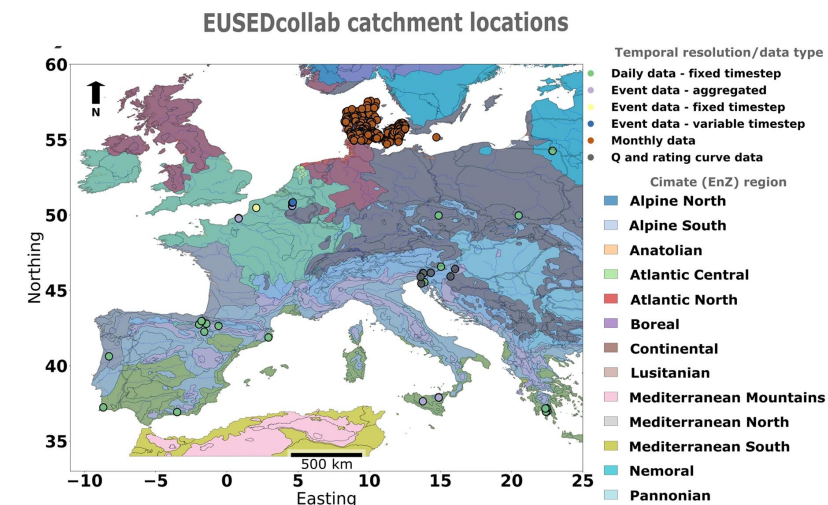 EUSEDcollab catchment locations
Temporal resolution/data type
Daily data - fixed timestep
Event data - aggregated
Event data - fixed timestep
Event data - variable timestep
Monthly data
Q and rating curve data
Cimate (EnZ) region
Alpine North
Alpine South
Anatolian
Atlantic Central
Atlantic North
Boreal
Continental
Lusitanian
Mediterranean Mountains
Mediterranean North
Mediterranean South
Nemoral
Pannonian
N
60
55
50
45
40
35
Northing
500 km
−10 −5 0 5 10 15 20 25
Easting